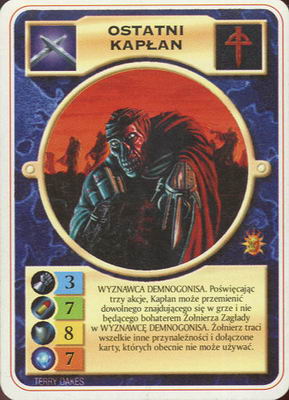 OSTATNI
KAPŁAN
3
7
8
7
WYZNAWCA DEMNOGONISA. Poświęcając
trzy akcje, Kapłan może przemienić
dowolnego znajdującego się w grze i nie
będącego bohaterem Żołnierza Zagłady
w WYZNAWCĘ DEMNOGONISA. Żołnierz traci
wszelkie inne przynależności i dołączone
karty, których obecnie nie może używać.
TERRY OAKES